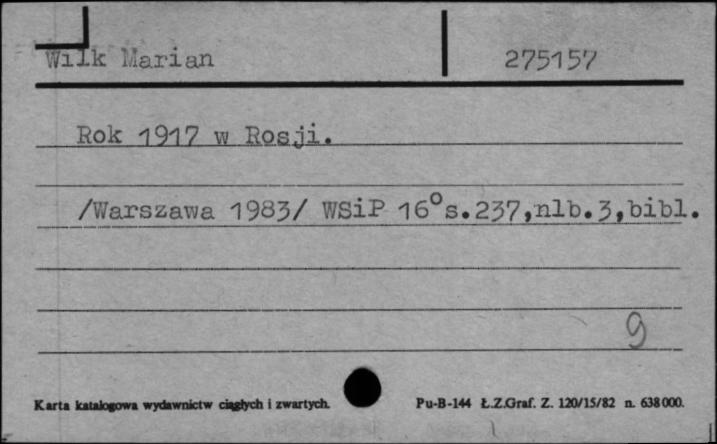 Wilk Marian 275157
Rok 1917 w Rosji.
/Warszawa 1983/ WSiP 16°s.237,nlb.3,bibl.
9
Karta katalogowa wydawnictw ciągłych i zwartych. Pu-B-144 Ł.Z.Graf. Z. 120/15/82 n. 638000.